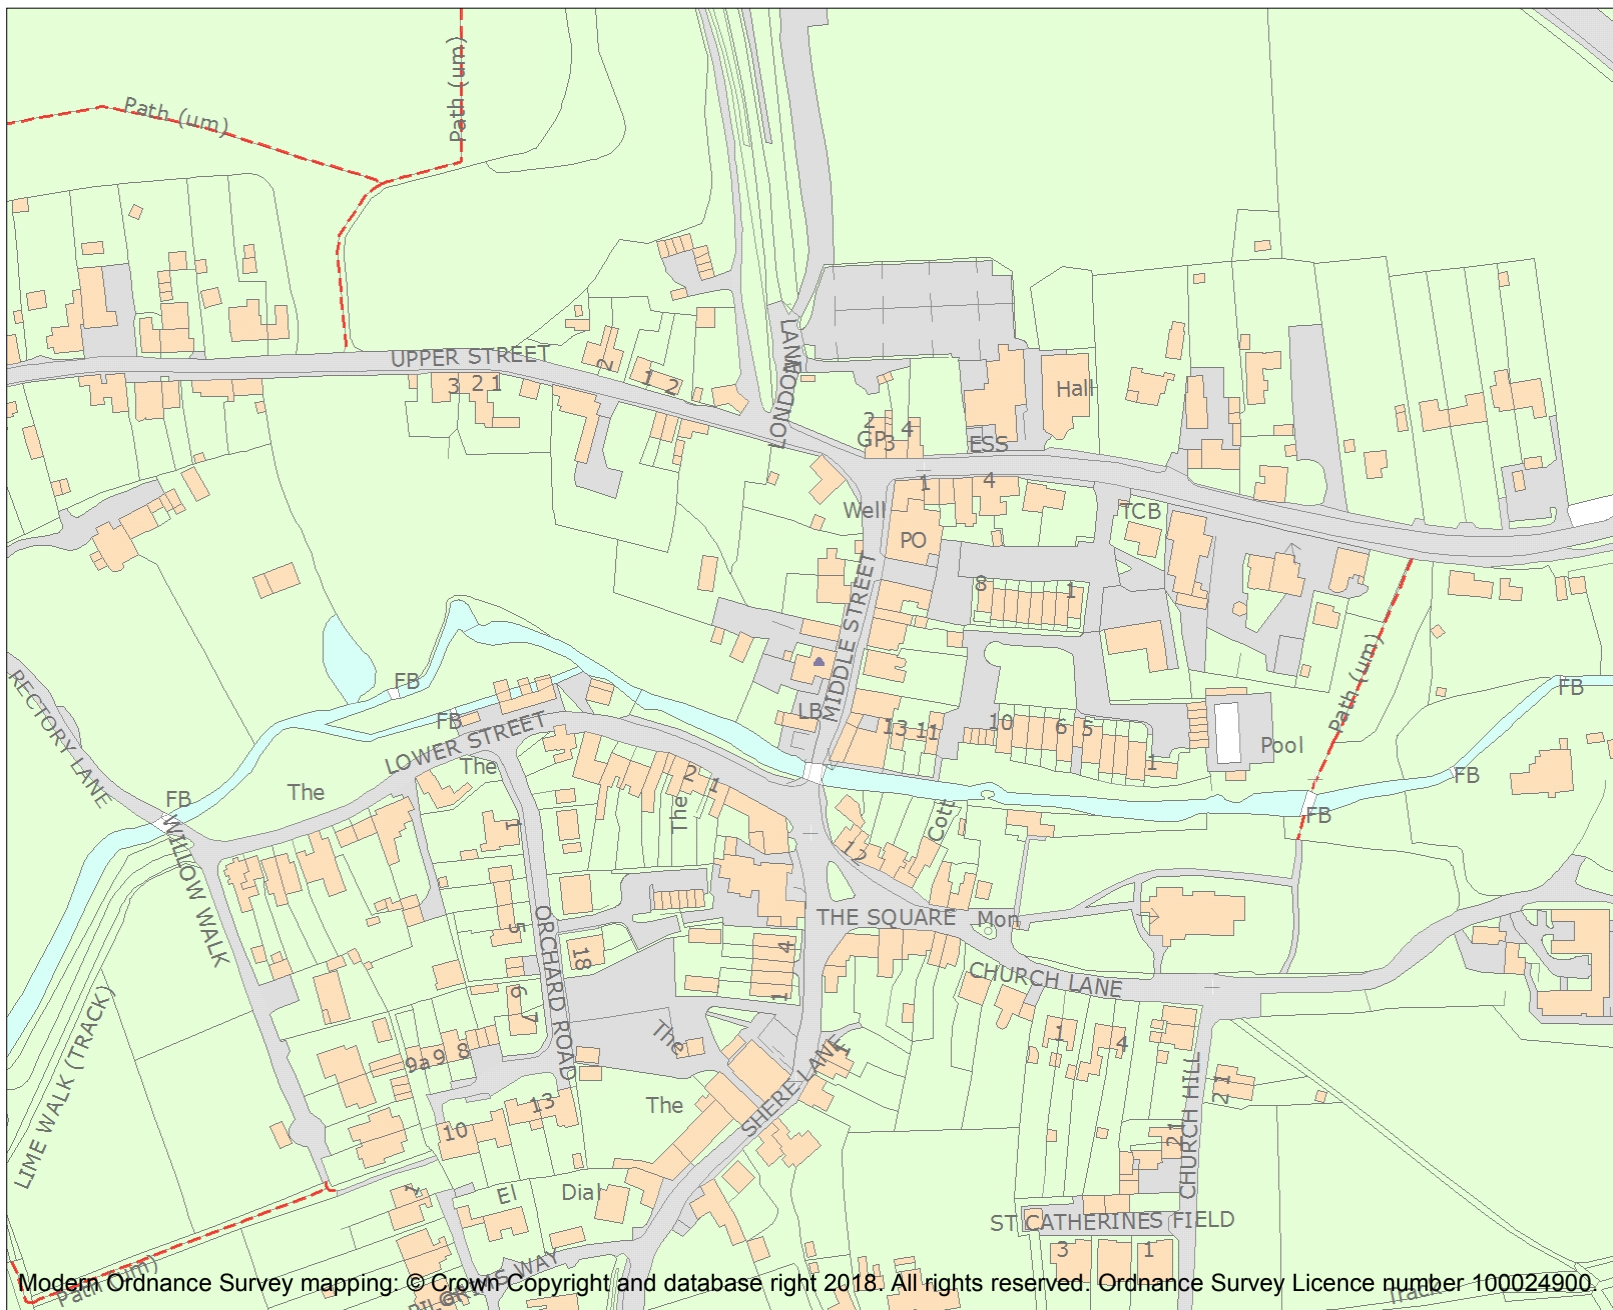 Path (um)
Path (um)
UPPER STREET
3 2 1
2
1 2
LONDON
LANE
Hall
2
GP 3 4
ESS
1
4
Well
TCB
PO
8
1
MIDDLE STREET
Path (um)
FB
FB
FB
RECTORY LANE
LOWER STREET
LB
13
11
10
6
5
1
Pool
The
The
2
1
The
FB
FB
FB
WILLOW WALK
1
Cott
12
THE SQUARE
Mon
5
ORCHARD ROAD
18
4
1
CHURCH LANE
LIME WALK (TRACK)
6
7
The
9a 9 8
1
1
4
SHERE LANE
CHURCH HILL
2 1
13
The
10
2 1
1
El
Dial
ST CATHERINES FIELD
3
1
Path (um)
Track
Modern Ordnance Survey mapping: © Crown Copyright and database right 2018. All rights reserved. Ordnance Survey Licence number 100024900.